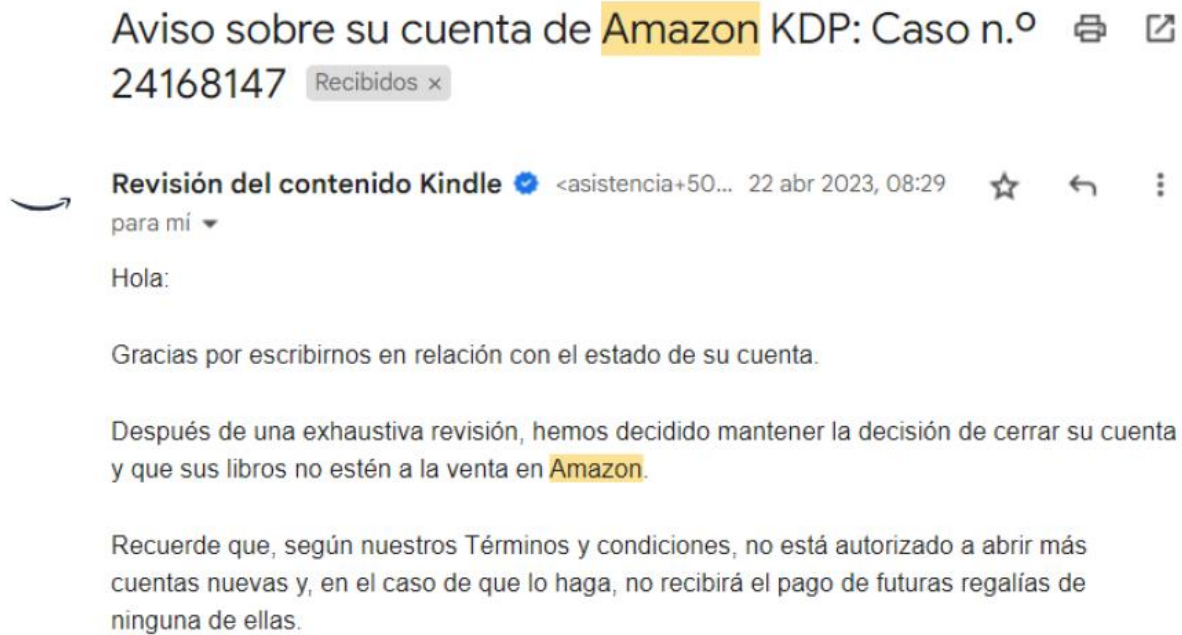 Aviso sobre su cuenta de Amazon KDP: Caso n.º
24168147 Recibidos ×
Revisión del contenido Kindle <asistencia+50... 22 abr 2023, 08:29
para mí
Hola:
Gracias por escribirnos en relación con el estado de su cuenta.
Después de una exhaustiva revisión, hemos decidido mantener la decisión de cerrar su cuenta
y que sus libros no estén a la venta en Amazon.
Recuerde que, según nuestros Términos y condiciones, no está autorizado a abrir más
cuentas nuevas y, en el caso de que lo haga, no recibirá el pago de futuras regalías de
ninguna de ellas.